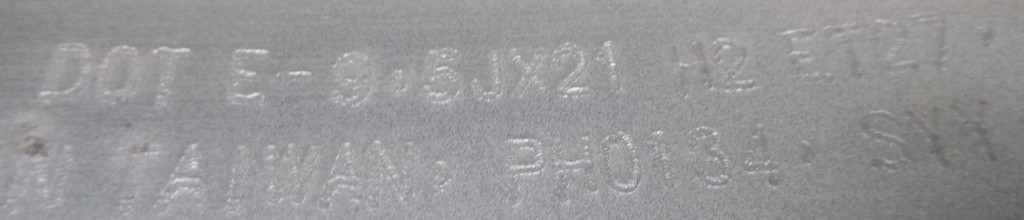 DOT E-9.5JX21 H2 ET27.
N TAIWAN. PH0134.